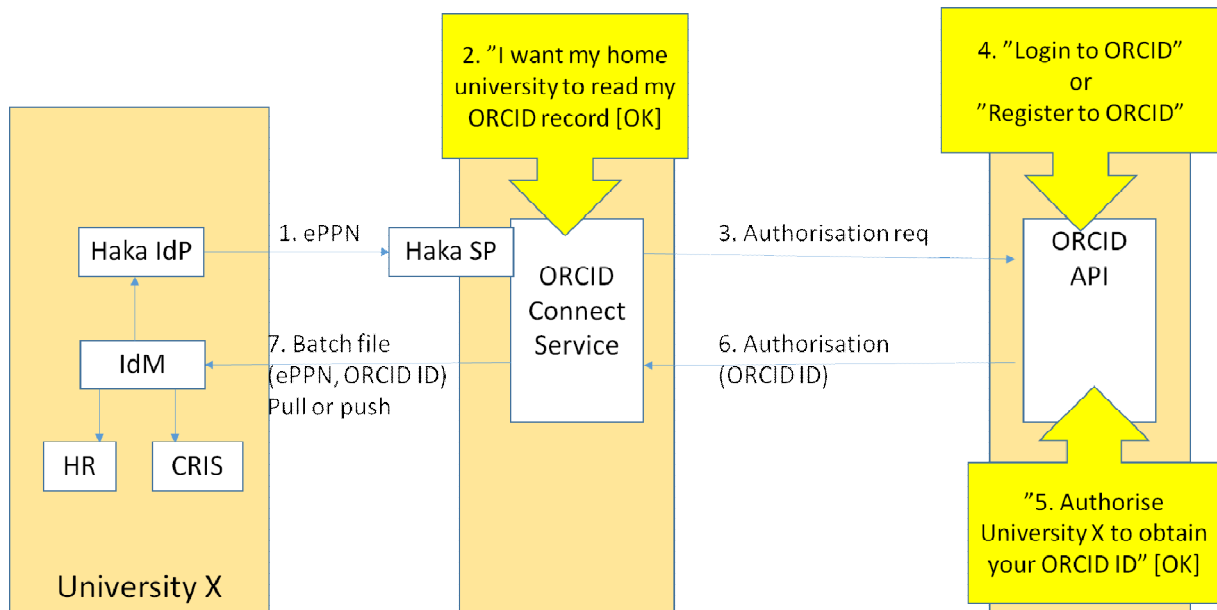 2. ”I want my home
university to read my
ORCID record [OK]
4. ”Login to ORCID”
or
”Register to ORCID”
1. ePPN
Haka IdP
Haka SP
ORCID
Connect
Service
3. Authorisation req
ORCID
API
IdM
7. Batch file
(ePPN, ORCID ID)
Pull or push
6. Authorisation
(ORCID ID)
HR
CRIS
”5. Authorise
University X to obtain
your ORCID ID” [OK]
University X